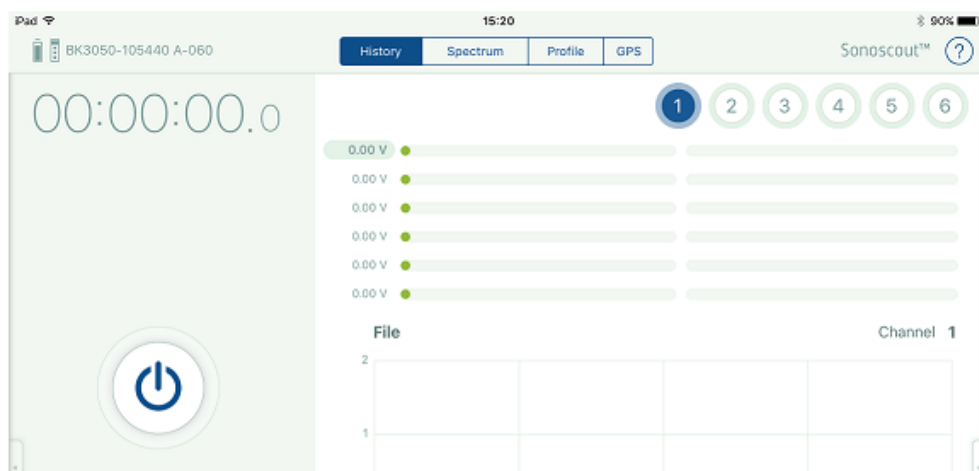 iPad 15:20 90%
BK3050-105440 A-060 History Spectrum Profile GPS Sonoscout™ ?
00:00:00.0
1 2 3 4 5 6
0.00 V
0.00 V
0.00 V
0.00 V
0.00 V
0.00 V
File Channel 1
2
1